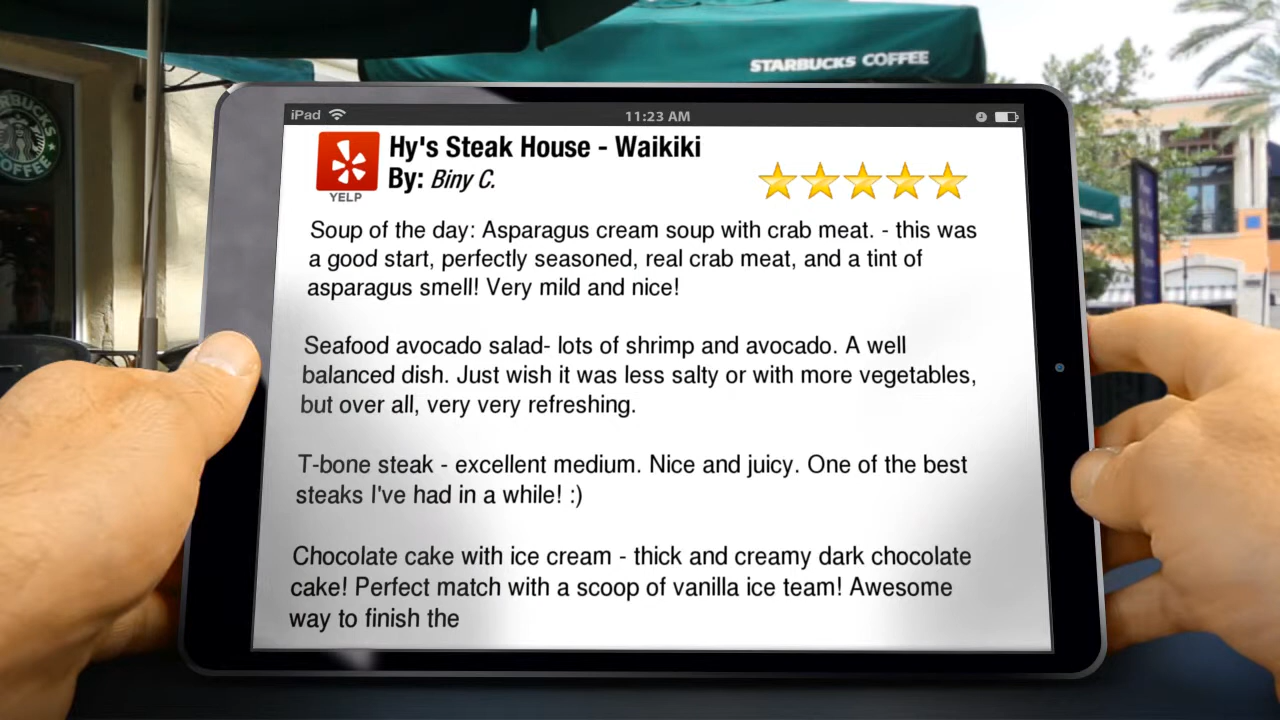 STARBUCKS COFFEE
iPad
11:23 AM
Hy's Steak House - Waikiki
By: Biny C.
YELP
Soup of the day: Asparagus cream soup with crab meat. - this was
a good start, perfectly seasoned, real crab meat, and a tint of
asparagus smell! Very mild and nice!
Seafood avocado salad- lots of shrimp and avocado. A well
balanced dish. Just wish it was less salty or with more vegetables,
but over all, very very refreshing.
T-bone steak - excellent medium. Nice and juicy. One of the best
steaks I've had in a while! :)
Chocolate cake with ice cream - thick and creamy dark chocolate
cake! Perfect match with a scoop of vanilla ice team! Awesome
way to finish the